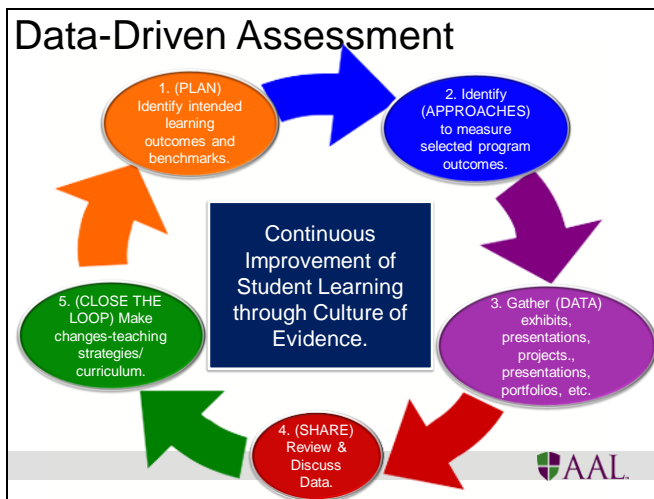 Data-Driven Assessment
1. (PLAN)
Identify intended
learning
outcomes and
benchmarks.
2. Identify
(APPROACHES)
to measure
selected program
outcomes.
Continuous
Improvement of
Student Learning
through Culture of
Evidence.
3. Gather (DATA)
exhibits,
presentations,
projects.,
presentations,
portfolios, etc.
4. (SHARE)
Review &
Discuss
Data.
5. (CLOSE THE
LOOP) Make
changes-teaching
strategies/
curriculum.
AAL